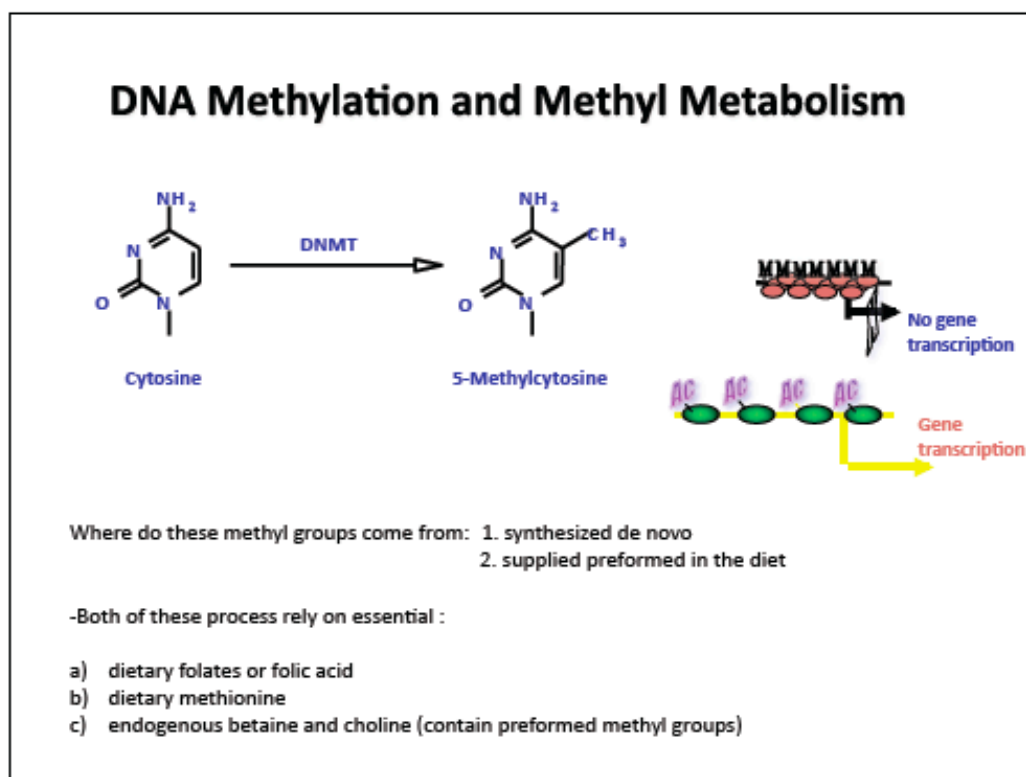 DNA Methylation and Methyl Metabolism
NH2
N
O
N
Cytosine
DNMT
NH2
CH3
N
O
N
5-Methylcytosine
M M M M M M M
No gene
transcription
AC AC AC AC
Gene
transcription
Where do these methyl groups come from: 1. synthesized de novo
2. supplied preformed in the diet
-Both of these process rely on essential :
a) dietary folates or folic acid
b) dietary methionine
c) endogenous betaine and choline (contain preformed methyl groups)